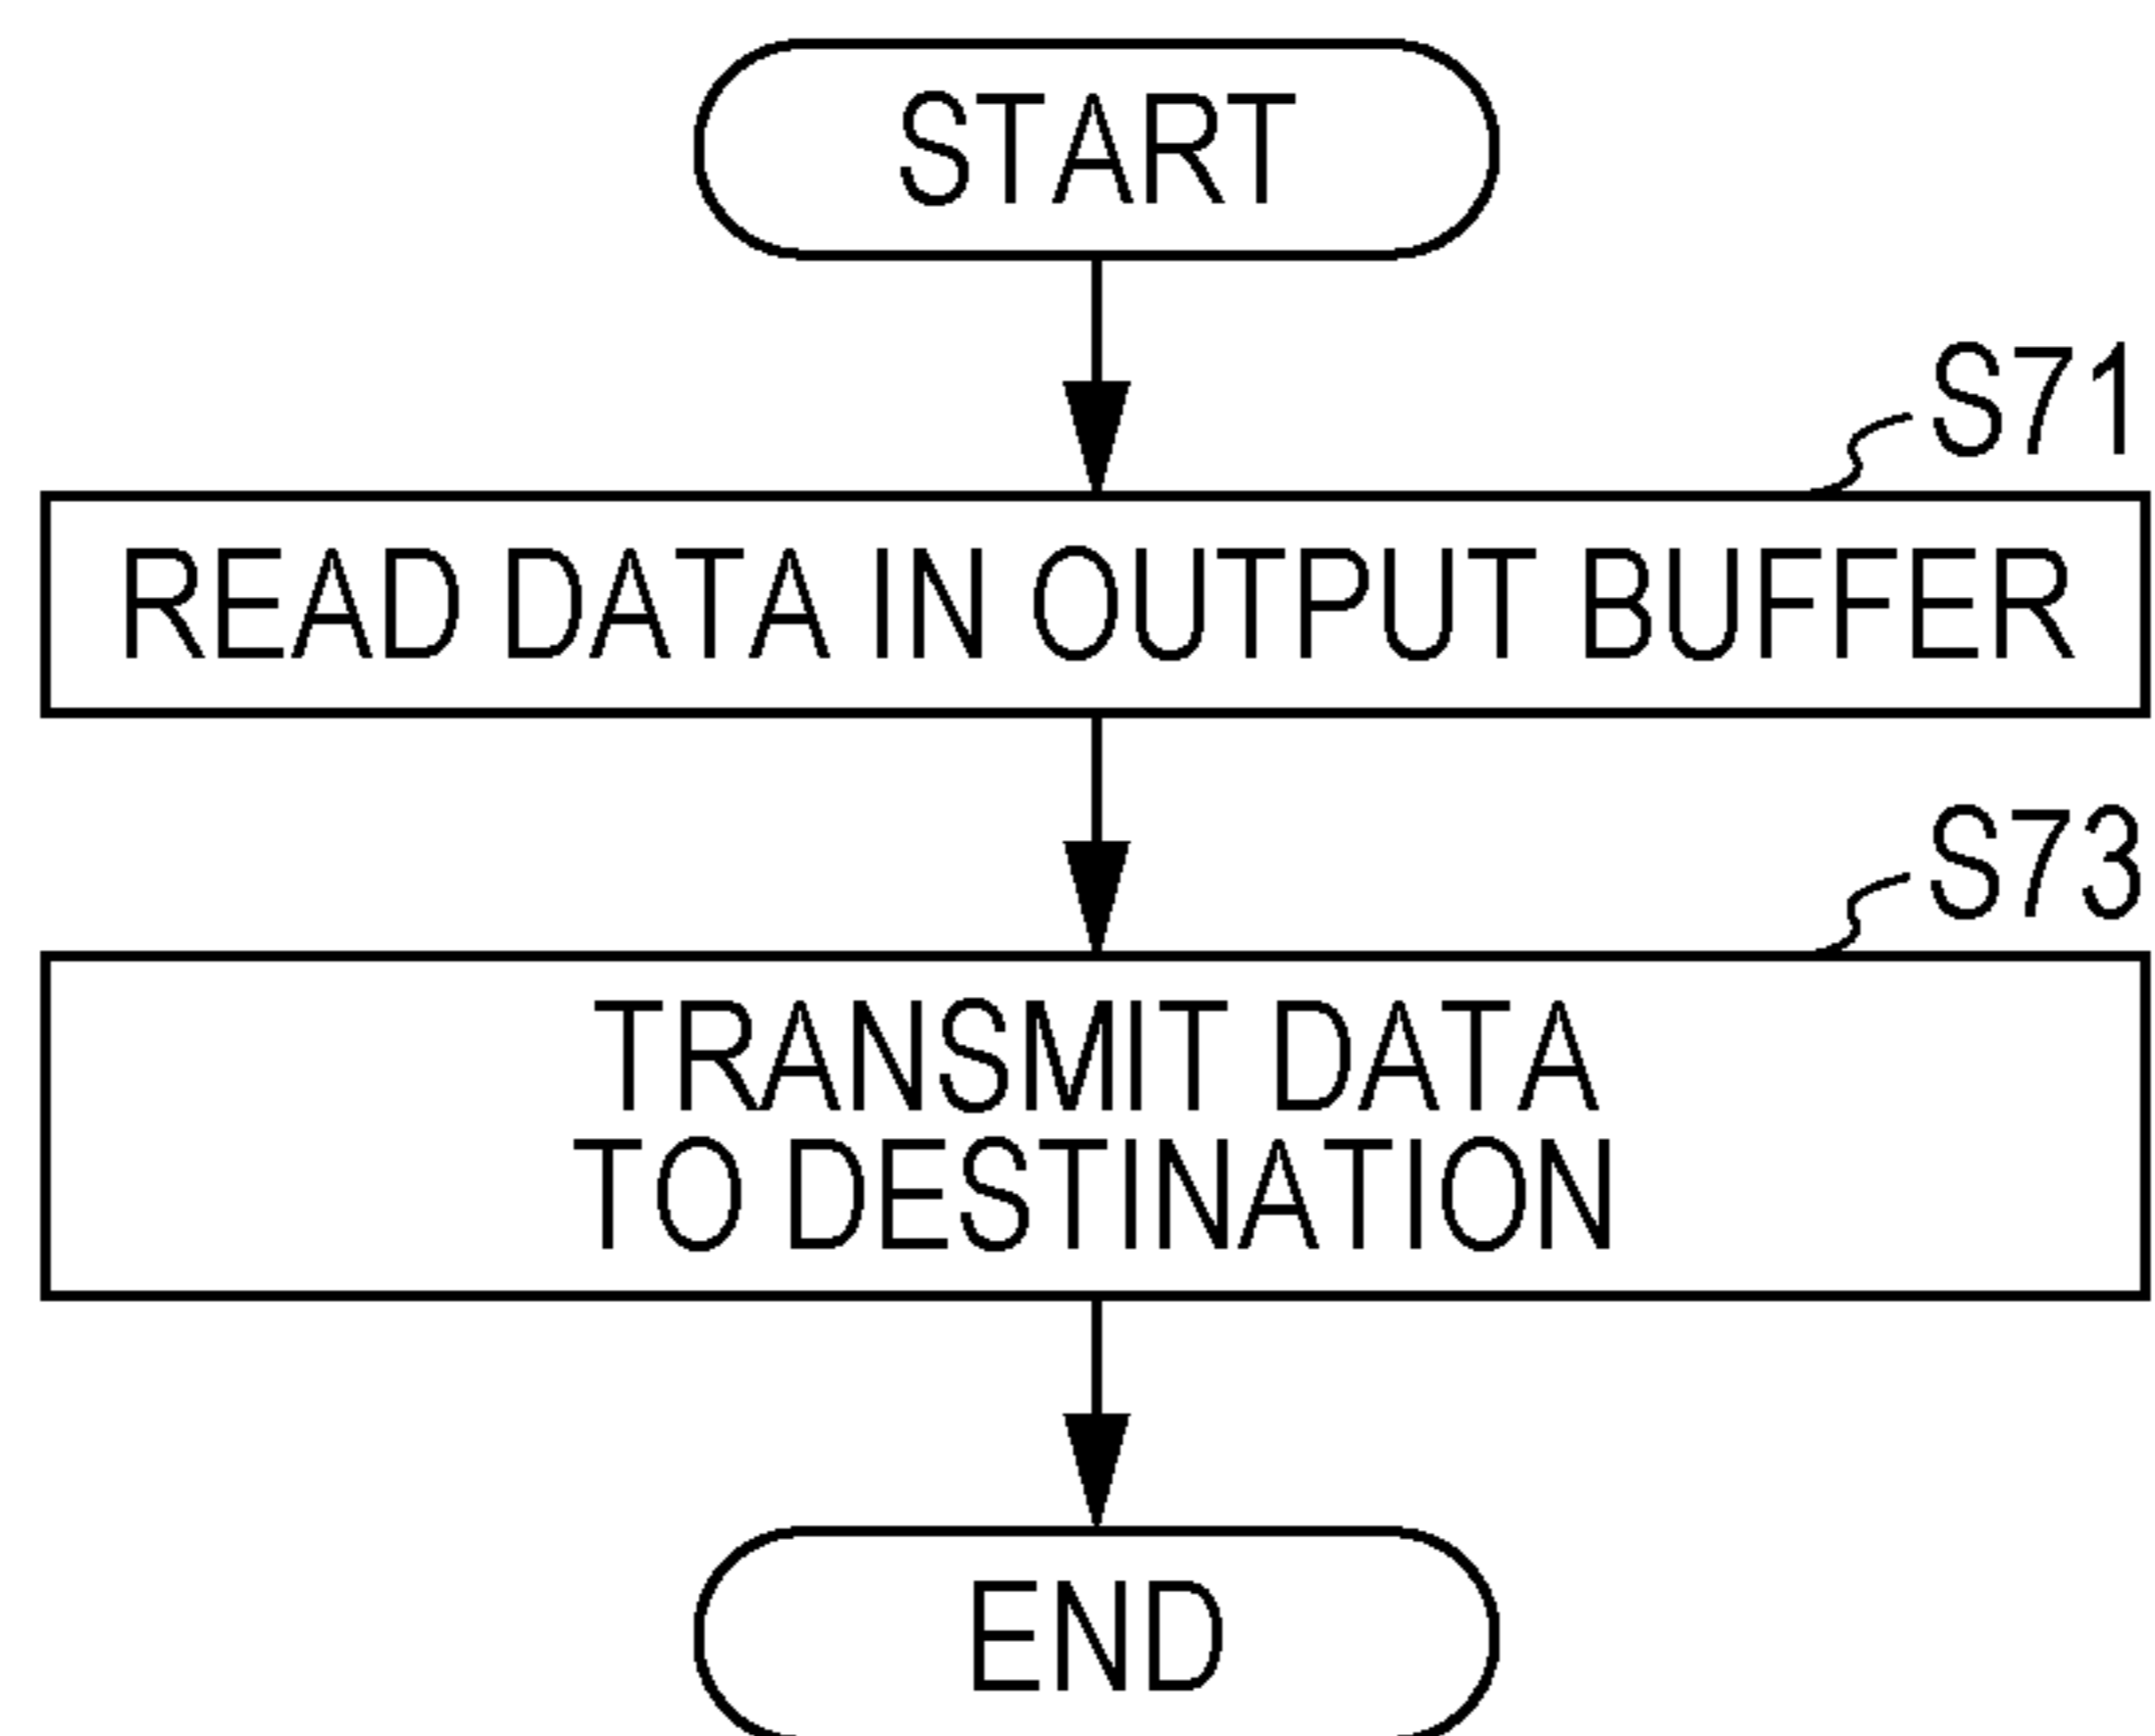 START
S71
READ DATA IN OUTPUT BUFFER
S73
TRANSMIT DATA
TO DESTINATION
END